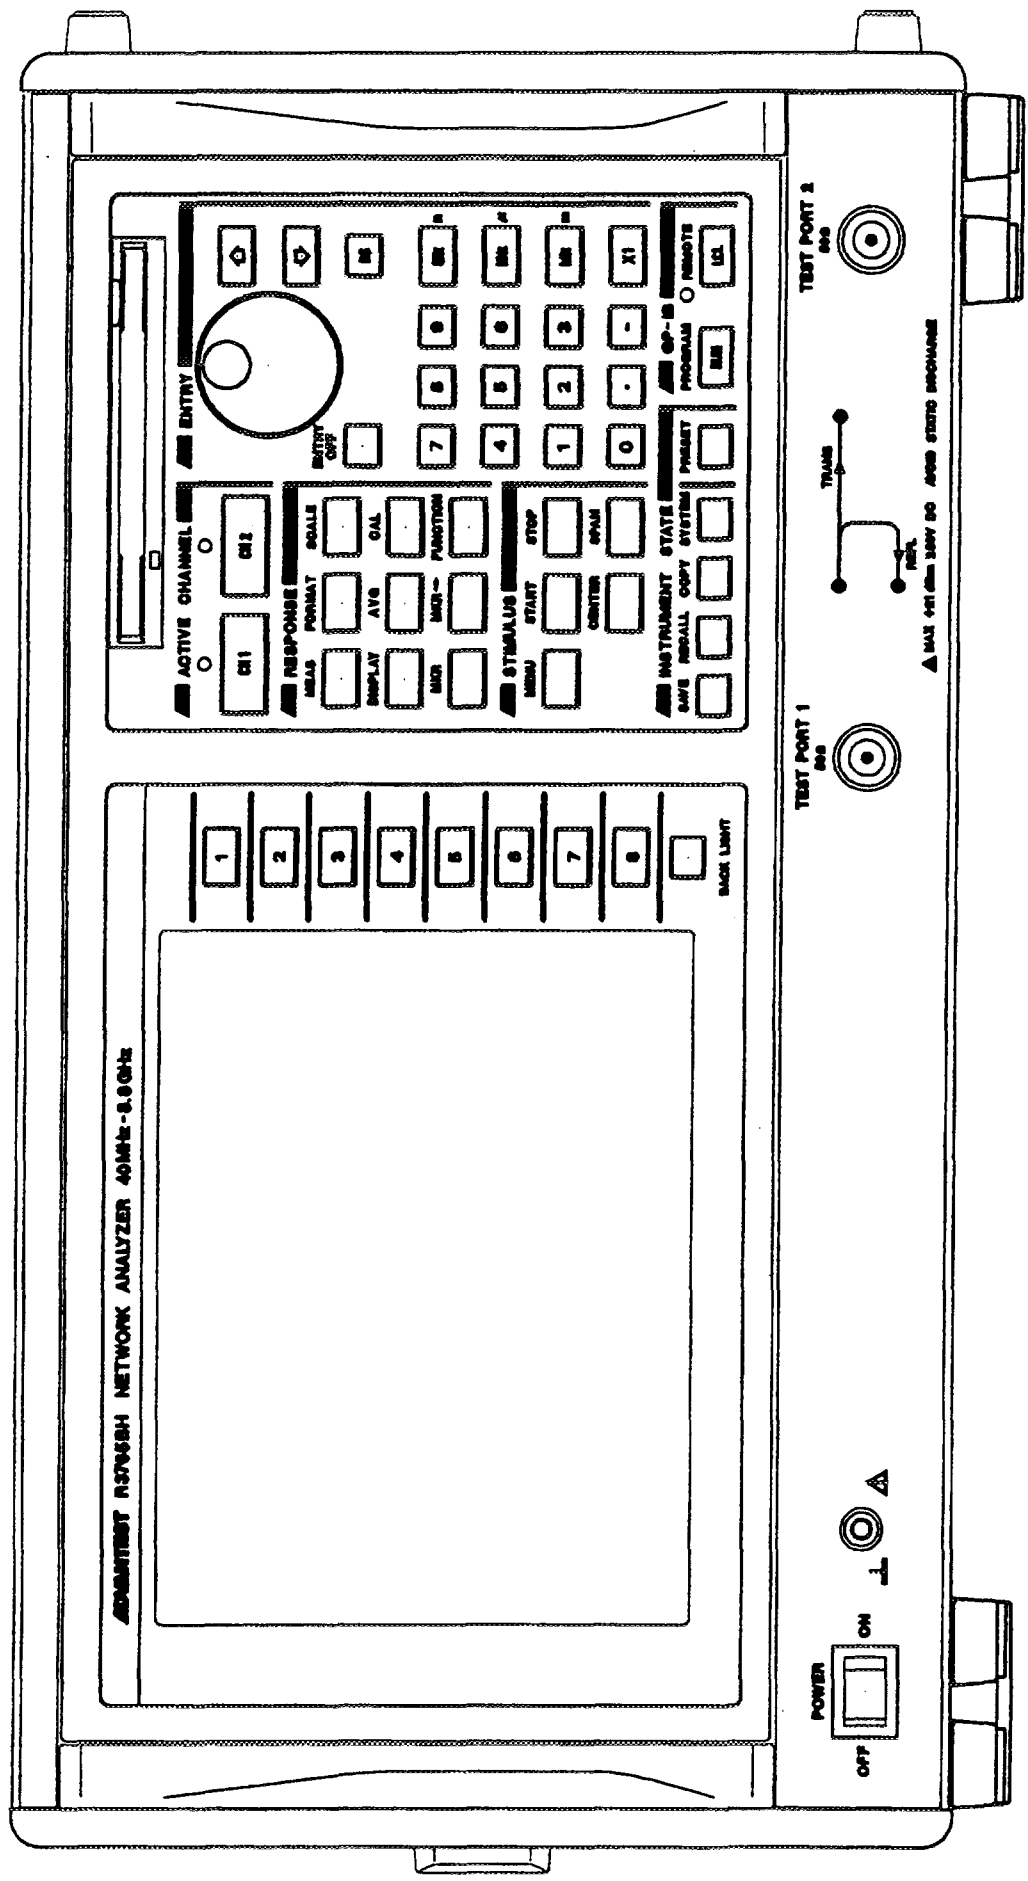 ADVANTEST R3765BH NETWORK ANALYZER 40MHz-3.8GHz
1
2
3
4
5
6
7
8
BACK LIGHT
ACTIVE CHANNEL
CH 1
CH 2
ENTRY
ENTRY
OFF
BS
RESPONSE
MEAS FORMAT SCALE
DISPLAY AVG CAL
MKR MKR→ FUNCTION
7 8 9
4 5 6
1 2 3
0 . - X1
STIMULUS
MENU START STOP
CENTER SPAN
INSTRUMENT STATE
SAVE RECALL COPY SYSTEM PRESET
GP-IB
PROGRAM REMOTE
RUN LCL
POWER
OFF ON
TEST PORT 1
50Ω
TEST PORT 2
50Ω
TRANS
REFL
AVOID STATIC DISCHARGE